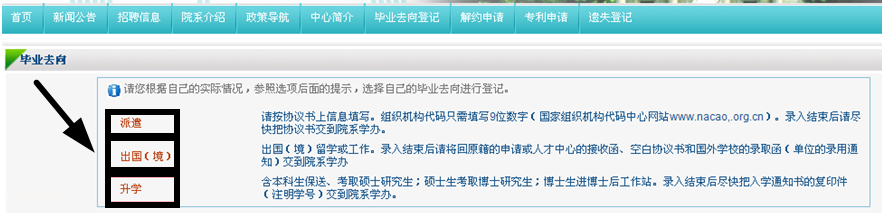 首页 新闻公告 招聘信息 院系介绍 政策导航 中心简介 毕业去向登记 解约申请 专利申请 遗失登记
毕业去向
请您根据自己的实际情况，参照选项后面的提示，选择自己的毕业去向进行登记。
派遣 请按协议书上信息填写。组织机构代码只需填写9位数字（国家组织机构代码中心网站www.nacao,.org.cn）。录入结束后请尽
快把协议书交到院系学办。
出国（境） 出国（境）留学或工作。录入结束后请将回原籍的申请或人才中心的接收函、空白协议书和国外学校的录取函（单位的录用通
知）交到院系学办
升学 含本科生保送、考取硕士研究生；硕士生考取博士研究生；博士生进博士后工作站。录入结束后尽快把入学通知书的复印件
（注明学号）交到院系学办。